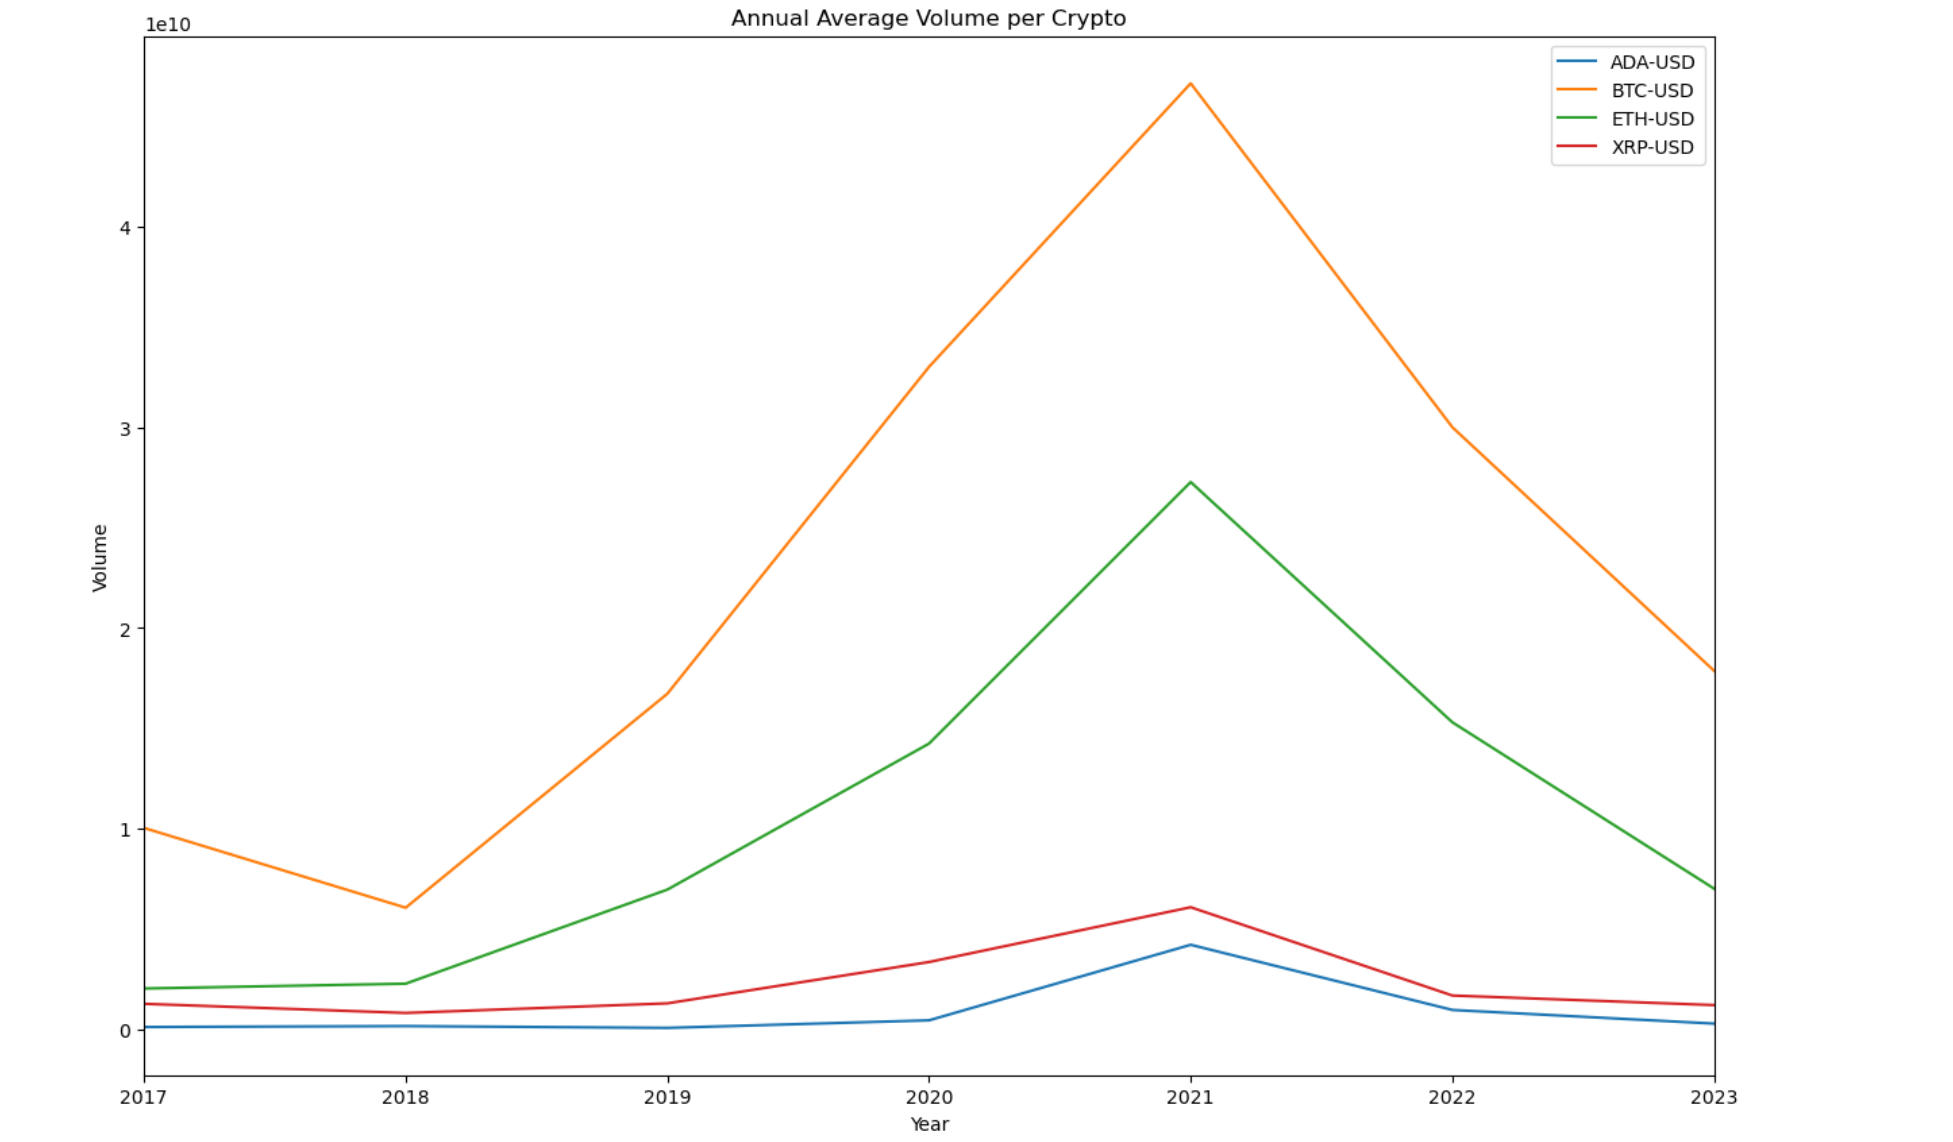 Annual Average Volume per Crypto
1e10
ADA-USD
BTC-USD
ETH-USD
XRP-USD
4
3
2
1
0
Volume
2017 2018 2019 2020 2021 2022 2023
Year